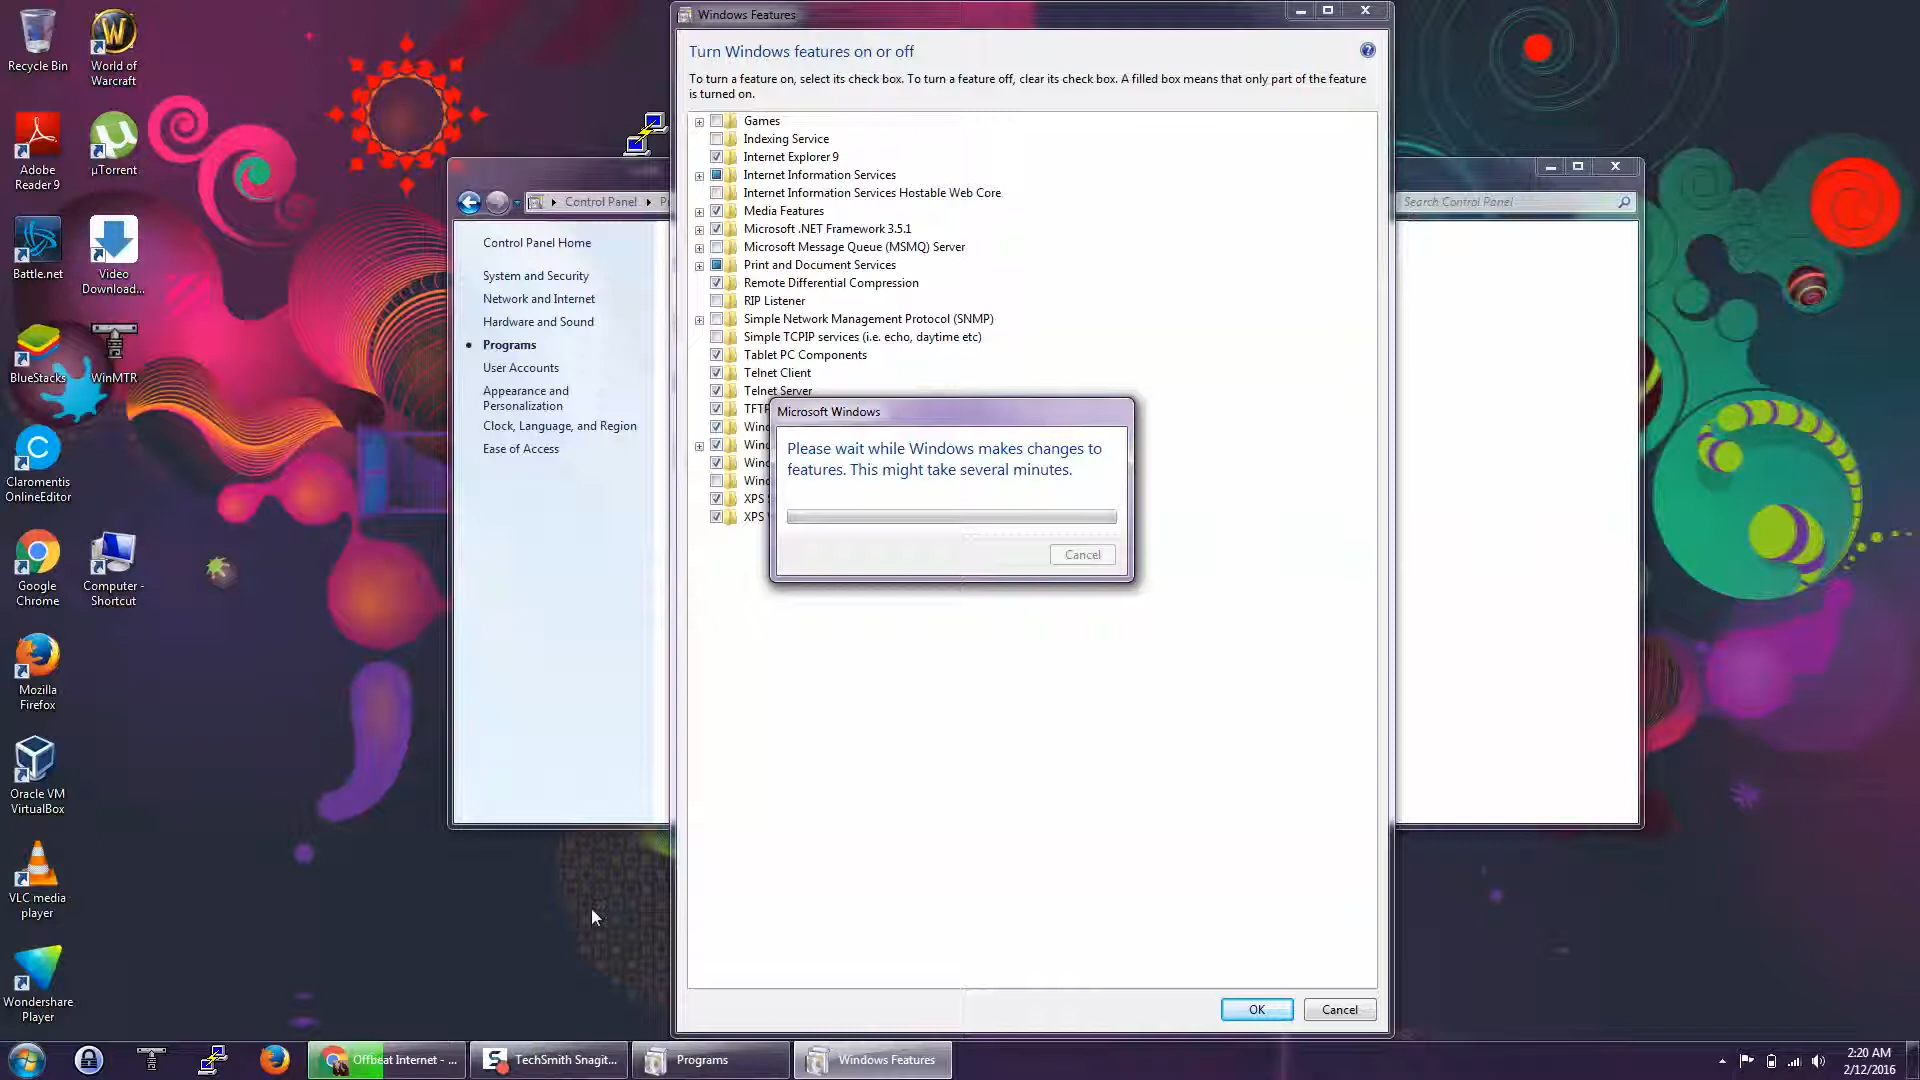 Recycle Bin
World of
Warcraft
Adobe
Reader 9
µTorrent
Battle.net
Video
Download...
BlueStacks
WinMTR
Claromentis
OnlineEditor
Google
Chrome
Computer -
Shortcut
Mozilla
Firefox
Oracle VM
VirtualBox
VLC media
player
Wondershare
Player
Control Panel
Search Control Panel
Control Panel Home
System and Security
Network and Internet
Hardware and Sound
Programs
User Accounts
Appearance and
Personalization
Clock, Language, and Region
Ease of Access
Windows Features
Turn Windows features on or off
To turn a feature on, select its check box. To turn a feature off, clear its check box. A filled box means that only part of the feature
is turned on.
Games
Indexing Service
Internet Explorer 9
Internet Information Services
Internet Information Services Hostable Web Core
Media Features
Microsoft .NET Framework 3.5.1
Microsoft Message Queue (MSMQ) Server
Print and Document Services
Remote Differential Compression
RIP Listener
Simple Network Management Protocol (SNMP)
Simple TCPIP services (i.e. echo, daytime etc)
Tablet PC Components
Telnet Client
Telnet Server
TFTP
XPS
XPS
Microsoft Windows
Please wait while Windows makes changes to
features. This might take several minutes.
Cancel
OK
Cancel
Offbeat Internet - ...
TechSmith Snagit...
Programs
Windows Features
2:20 AM
2/12/2016